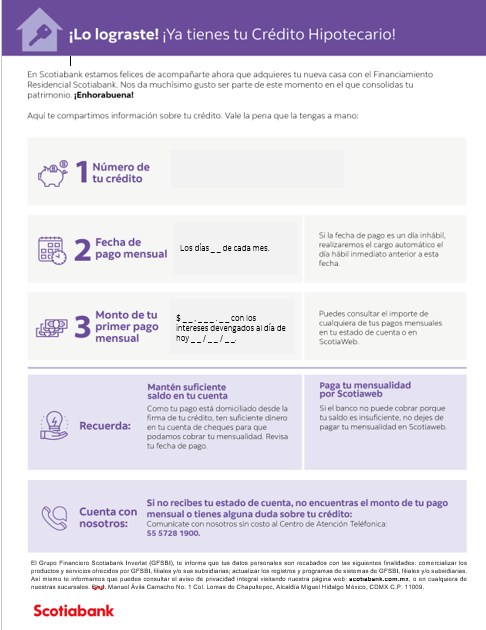 ¡Lo lograste! ¡Ya tienes tu Crédito Hipotecario!
En Scotiabank estamos felices de acompañarte ahora que adquieres tu nueva casa con el Financiamiento
Residencial Scotiabank. Nos da muchísimo gusto ser parte de este momento en el que consolidas tu
patrimonio. ¡Enhorabuena!
Aquí te compartimos información sobre tu crédito. Vale la pena que la tengas a mano:
1 Número de
tu crédito
2 Fecha de
pago mensual
Los días _ _ de cada mes.
Si la fecha de pago es un día inhábil,
realizaremos el cargo automático el
día hábil inmediato anterior a esta
fecha.
3 Monto de tu
primer pago
mensual
$ _ _, _ _ _. _ _ con los
intereses devengados al día de
hoy _ _ / _ _ / _ _.
Puedes consultar el importe de
cualquiera de tus pagos mensuales
en tu estado de cuenta o en
ScotiaWeb.
Recuerda:
Mantén suficiente
saldo en tu cuenta
Como tu pago está domiciliado desde la
firma de tu crédito, ten suficiente dinero
en tu cuenta de cheques para que
podamos cobrar tu mensualidad. Revisa
tu fecha de pago.
Paga tu mensualidad
por Scotiaweb
Si el banco no puede cobrar porque
tu saldo es insuficiente, no dejes de
pagar tu mensualidad en Scotiaweb.
Cuenta con
nosotros:
Si no recibes tu estado de cuenta, no encuentras el monto de tu pago
mensual o tienes alguna duda sobre tu crédito:
Comunícate con nosotros sin costo al Centro de Atención Teléfonica:
55 5728 1900.
El Grupo Financiero Scotiabank Inverlat (GFSBI), te informa que tus datos personales son recabados con las siguientes finalidades: comercializar los
productos y servicios ofrecidos por GFSBI, filiales y/o sus subsidiarias; actualizar los registros y programas de sistemas de GFSBI, filiales y/o subsidiarias.
Así mismo te informamos que puedes consultar el aviso de privacidad integral visitando nuestra página web: scotiabank.com.mx, o en cualquiera de
nuestras sucursales. Blvd. Manuel Ávila Camacho No. 1 Col. Lomas de Chapultepec, Alcaldía Miguel Hidalgo México, CDMX C.P. 11009.
Scotiabank